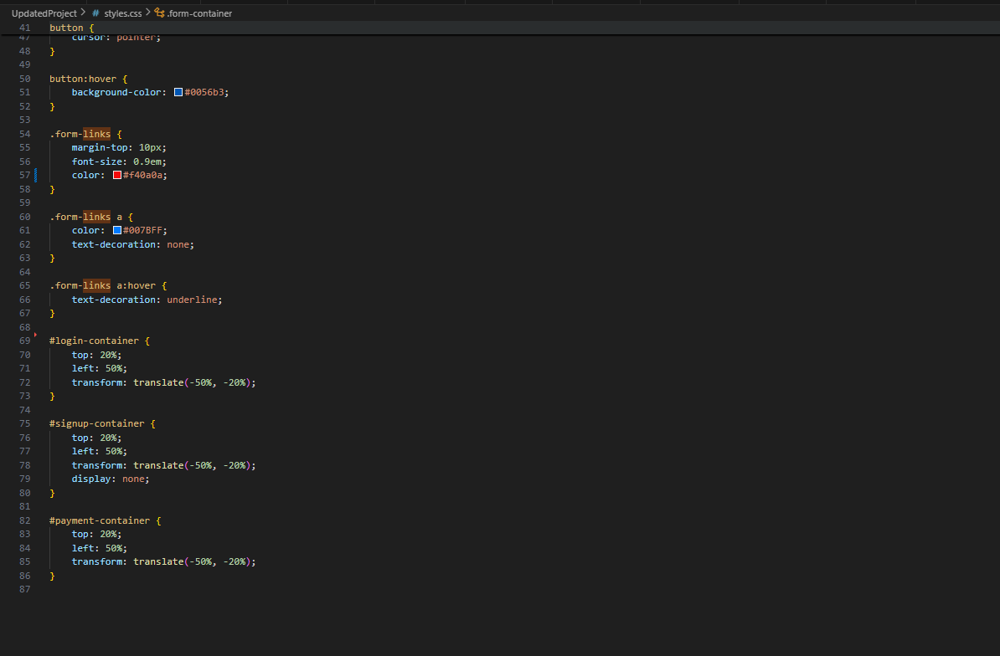 UpdatedProject > # styles.css > .form-container
41 button {
47     cursor: pointer;
48 }
49
50 button:hover {
51     background-color: #0056b3;
52 }
53
54 .form-links {
55     margin-top: 10px;
56     font-size: 0.9em;
57     color: #f40a0a;
58 }
59
60 .form-links a {
61     color: #007BFF;
62     text-decoration: none;
63 }
64
65 .form-links a:hover {
66     text-decoration: underline;
67 }
68
69 #login-container {
70     top: 20%;
71     left: 50%;
72     transform: translate(-50%, -20%);
73 }
74
75 #signup-container {
76     top: 20%;
77     left: 50%;
78     transform: translate(-50%, -20%);
79     display: none;
80 }
81
82 #payment-container {
83     top: 20%;
84     left: 50%;
85     transform: translate(-50%, -20%);
86 }
87